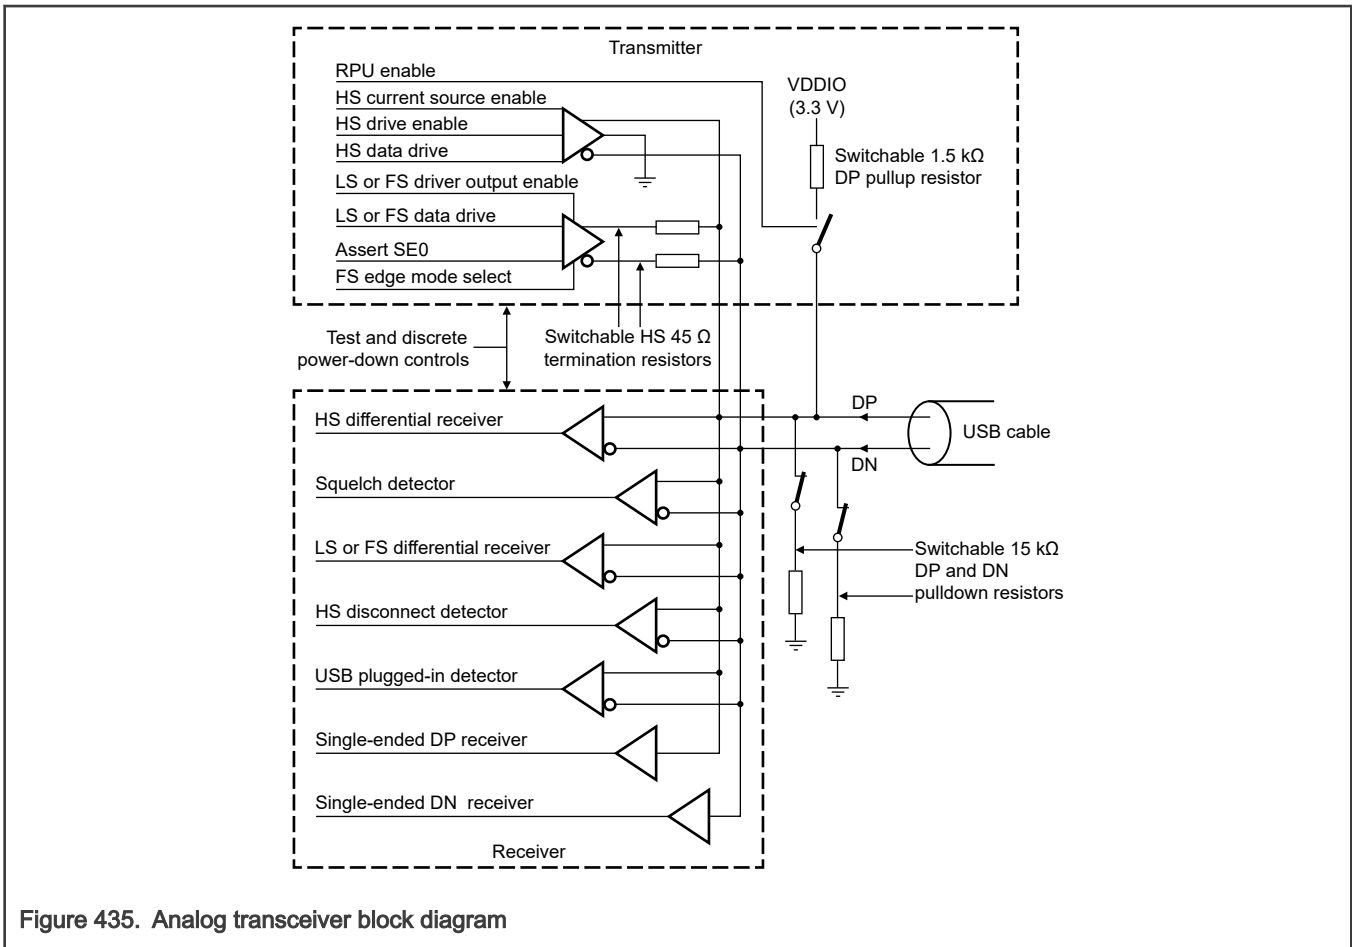 Transmitter
RPU enable
HS current source enable
HS drive enable
HS data drive
LS or FS driver output enable
LS or FS data drive
Assert SE0
FS edge mode select
VDDIO
(3.3 V)
Switchable 1.5 kΩ
DP pullup resistor
Test and discrete
power-down controls
Switchable HS 45 Ω
termination resistors
HS differential receiver
Squelch detector
LS or FS differential receiver
HS disconnect detector
USB plugged-in detector
Single-ended DP receiver
Single-ended DN receiver
Receiver
DP
DN
USB cable
Switchable 15 kΩ
DP and DN
pulldown resistors
Figure 435. Analog transceiver block diagram